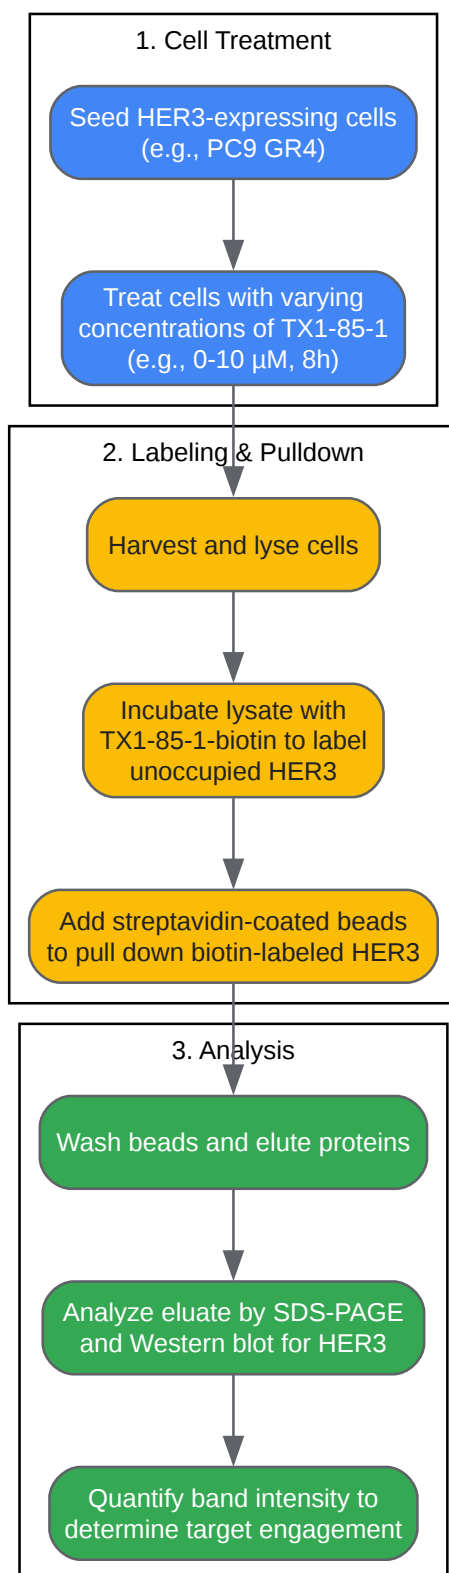 1. Cell Treatment
Seed HER3-expressing cells
(e.g., PC9 GR4)
Treat cells with varying
concentrations of TX1-85-1
(e.g., 0-10 µM, 8h)
2. Labeling & Pulldown
Harvest and lyse cells
Incubate lysate with
TX1-85-1-biotin to label
unoccupied HER3
Add streptavidin-coated beads
to pull down biotin-labeled HER3
3. Analysis
Wash beads and elute proteins
Analyze eluate by SDS-PAGE
and Western blot for HER3
Quantify band intensity to
determine target engagement